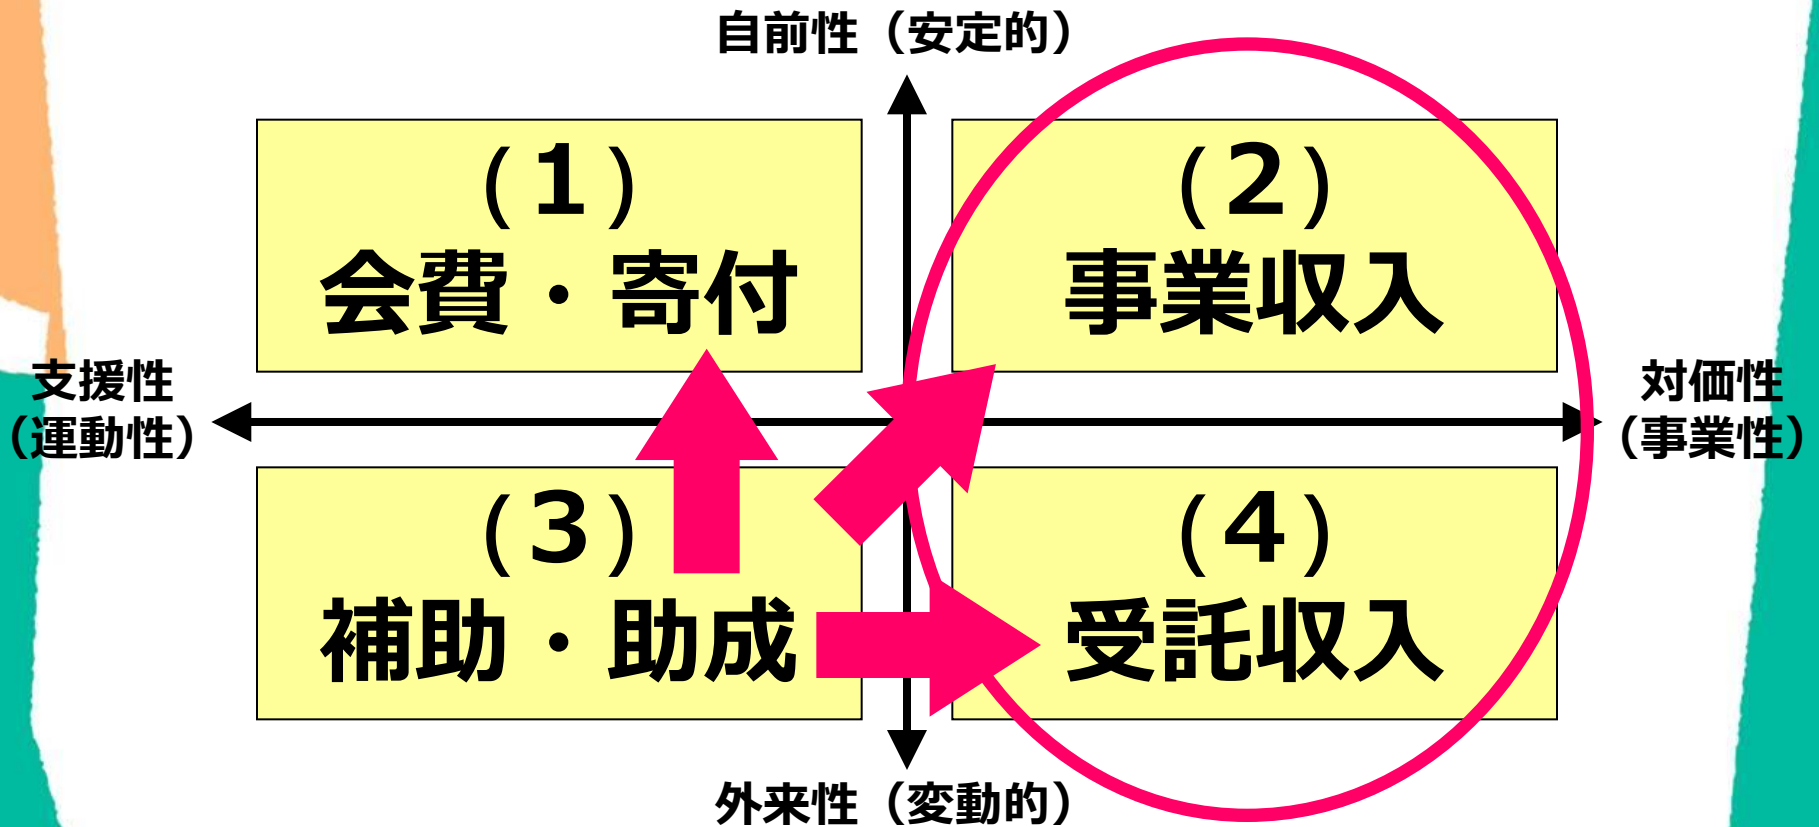 自前性（安定的）
（１）
会費・寄付
（２）
事業収入
支援性
（運動性）
対価性
（事業性）
（３）
補助・助成
（４）
受託収入
外来性（変動的）